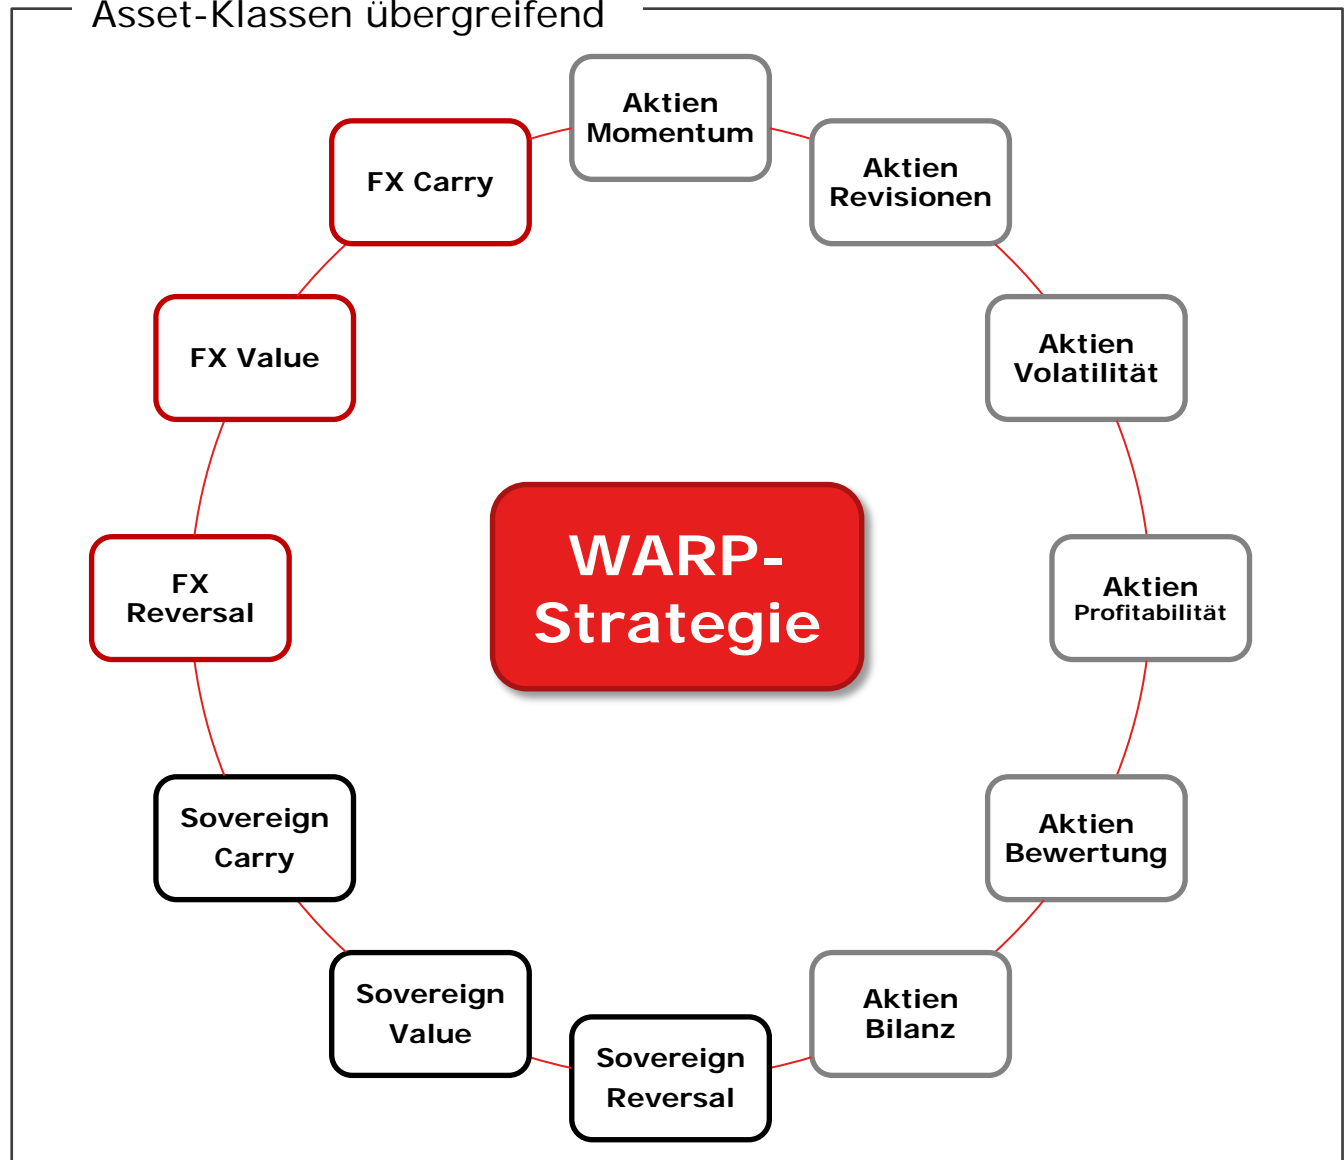 Asset-Klassen übergreifend
Aktien
Momentum
Aktien
Revisionen
Aktien
Volatilität
Aktien
Profitabilität
Aktien
Bewertung
Aktien
Bilanz
Sovereign
Reversal
Sovereign
Value
Sovereign
Carry
FX
Reversal
FX Value
FX Carry
WARP-
Strategie